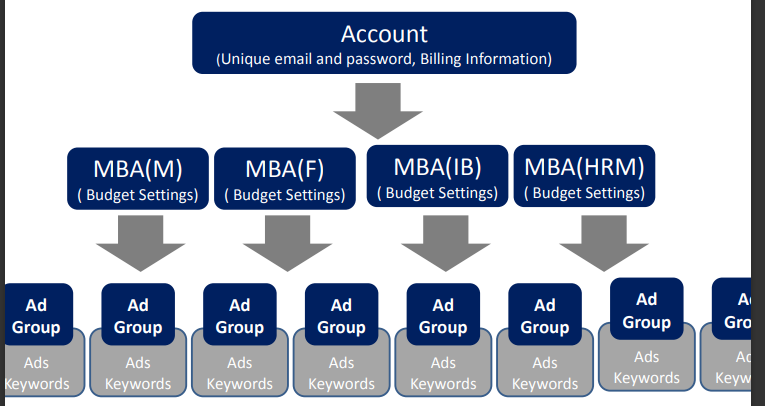 Account
(Unique email and password, Billing Information)
MBA(M)
( Budget Settings)
MBA(F)
( Budget Settings)
MBA(IB)
( Budget Settings)
MBA(HRM)
( Budget Settings)
Ad
Group
Ads
Keywords
Ad
Group
Ads
Keywords
Ad
Group
Ads
Keywords
Ad
Group
Ads
Keywords
Ad
Group
Ads
Keywords
Ad
Group
Ads
Keywords
Ad
Group
Ads
Keywords